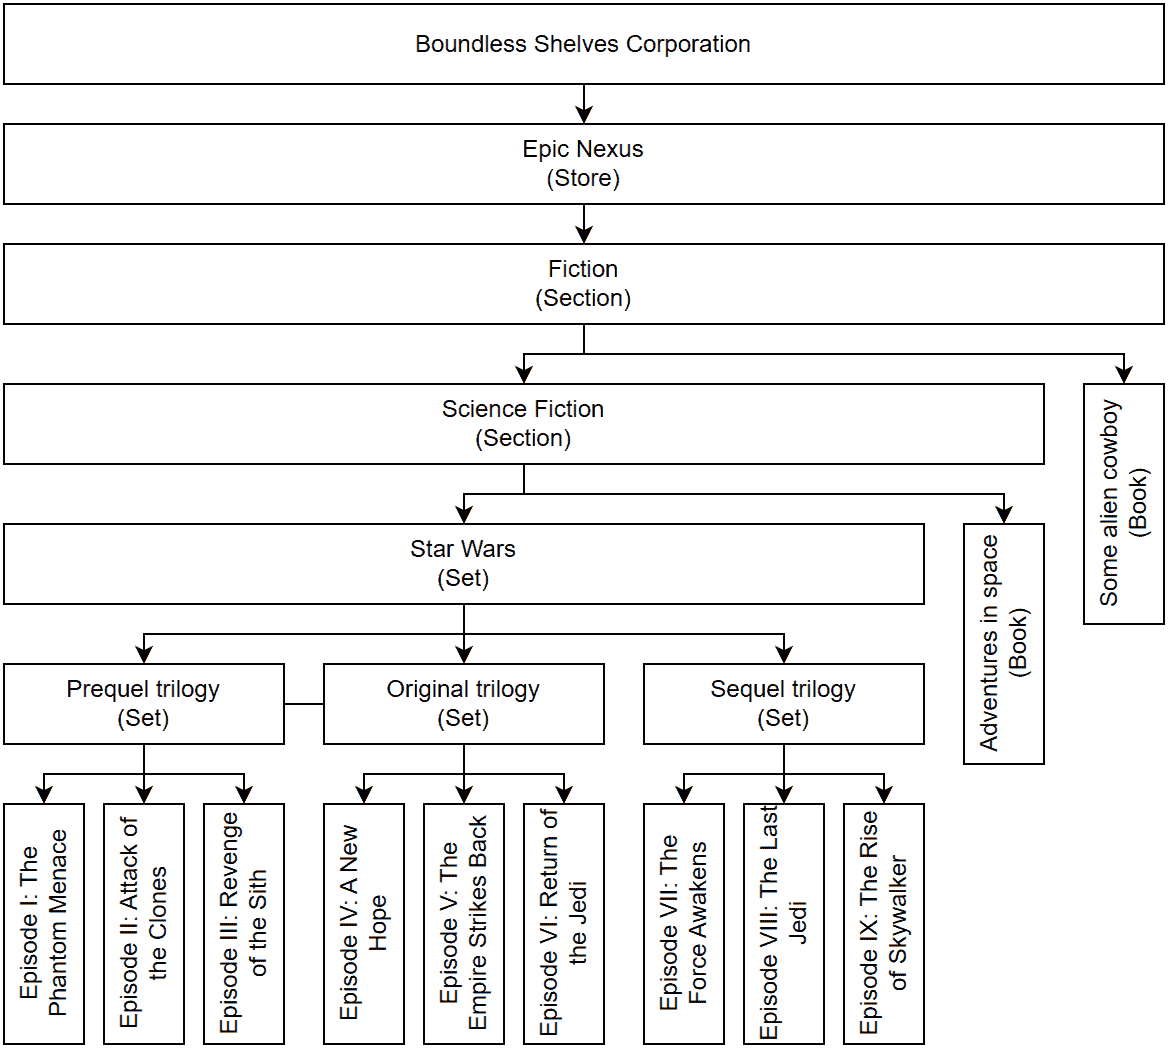 Boundless Shelves Corporation
Epic Nexus
(Store)
Fiction
(Section)
Science Fiction
(Section)
Some alien cowboy
(Book)
Star Wars
(Set)
Adventures in space
(Book)
Prequel trilogy
(Set)
Original trilogy
(Set)
Sequel trilogy
(Set)
Episode I: The
Phantom Menace
Episode II: Attack of
the Clones
Episode III: Revenge
of the Sith
Episode IV: A New
Hope
Episode V: The
Empire Strikes Back
Episode VI: Return of
the Jedi
Episode VII: The
Force Awakens
Episode VIII: The Last
Jedi
Episode IX: The Rise
of Skywalker